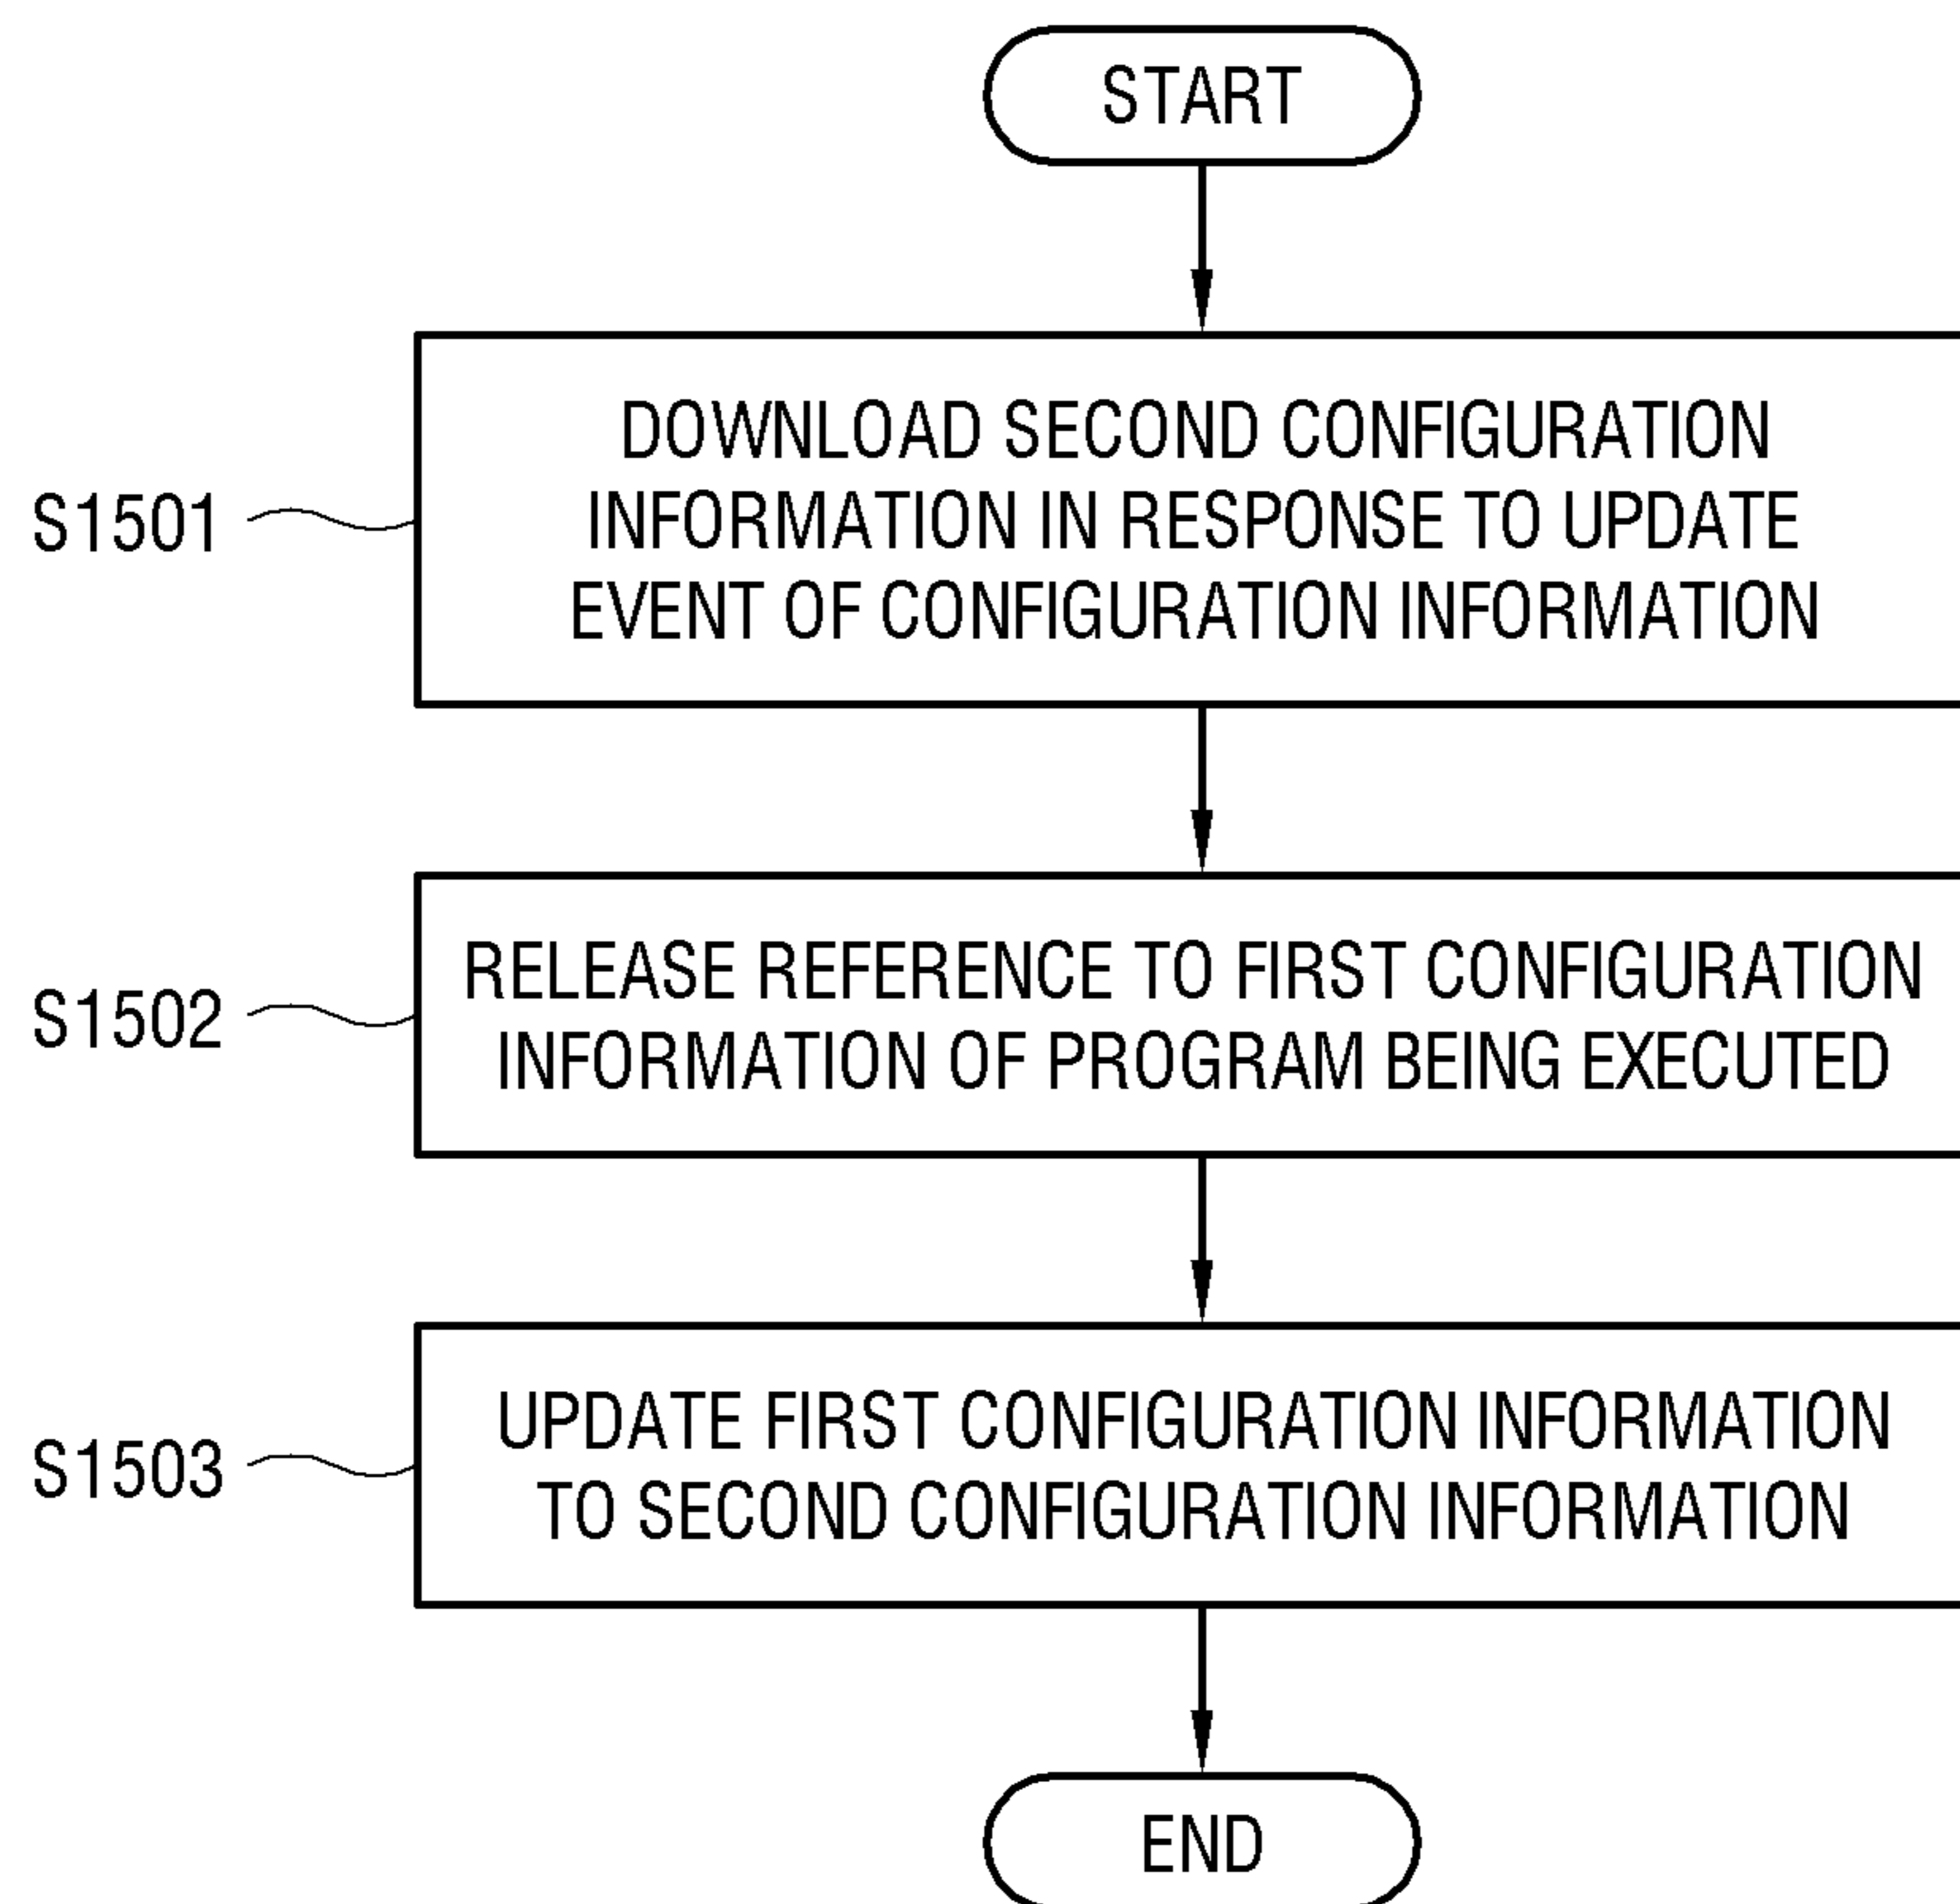 START
S1501
DOWNLOAD SECOND CONFIGURATION
INFORMATION IN RESPONSE TO UPDATE
EVENT OF CONFIGURATION INFORMATION
S1502
RELEASE REFERENCE TO FIRST CONFIGURATION
INFORMATION OF PROGRAM BEING EXECUTED
S1503
UPDATE FIRST CONFIGURATION INFORMATION
TO SECOND CONFIGURATION INFORMATION
END